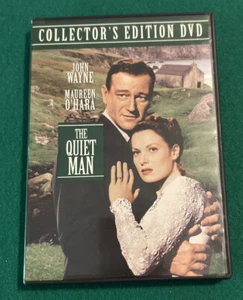 COLLECTOR'S EDITION DVD
JOHN
WAYNE
MAUREEN
O'HARA
THE
QUIET
MAN